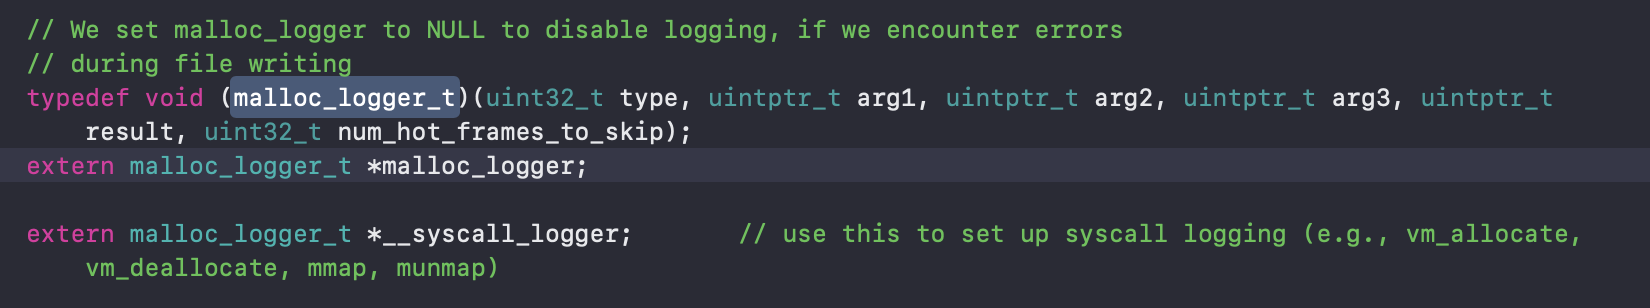 // We set malloc_logger to NULL to disable logging, if we encounter errors
// during file writing
typedef void (malloc_logger_t)(uint32_t type, uintptr_t arg1, uintptr_t arg2, uintptr_t arg3, uintptr_t
result, uint32_t num_hot_frames_to_skip);
extern malloc_logger_t *malloc_logger;
extern malloc_logger_t *__syscall_logger; // use this to set up syscall logging (e.g., vm_allocate,
vm_deallocate, mmap, munmap)